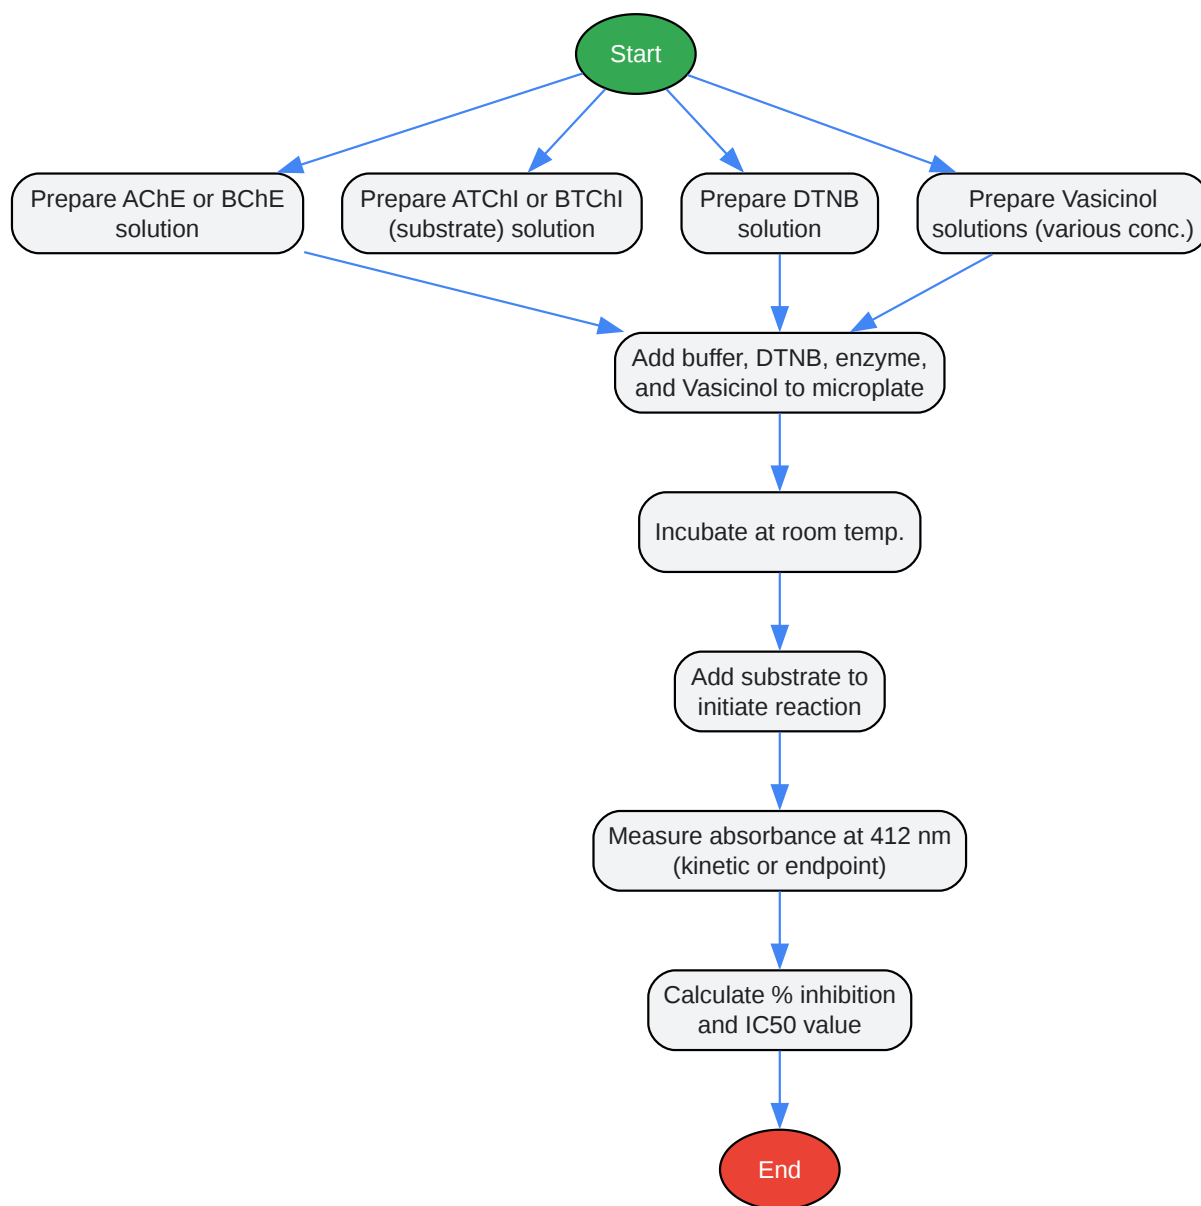 Start
Prepare AChE or BChE
solution
Prepare ATChI or BTChI
(substrate) solution
Prepare DTNB
solution
Prepare Vasicinol
solutions (various conc.)
Add buffer, DTNB, enzyme,
and Vasicinol to microplate
Incubate at room temp.
Add substrate to
initiate reaction
Measure absorbance at 412 nm
(kinetic or endpoint)
Calculate % inhibition
and IC50 value
End